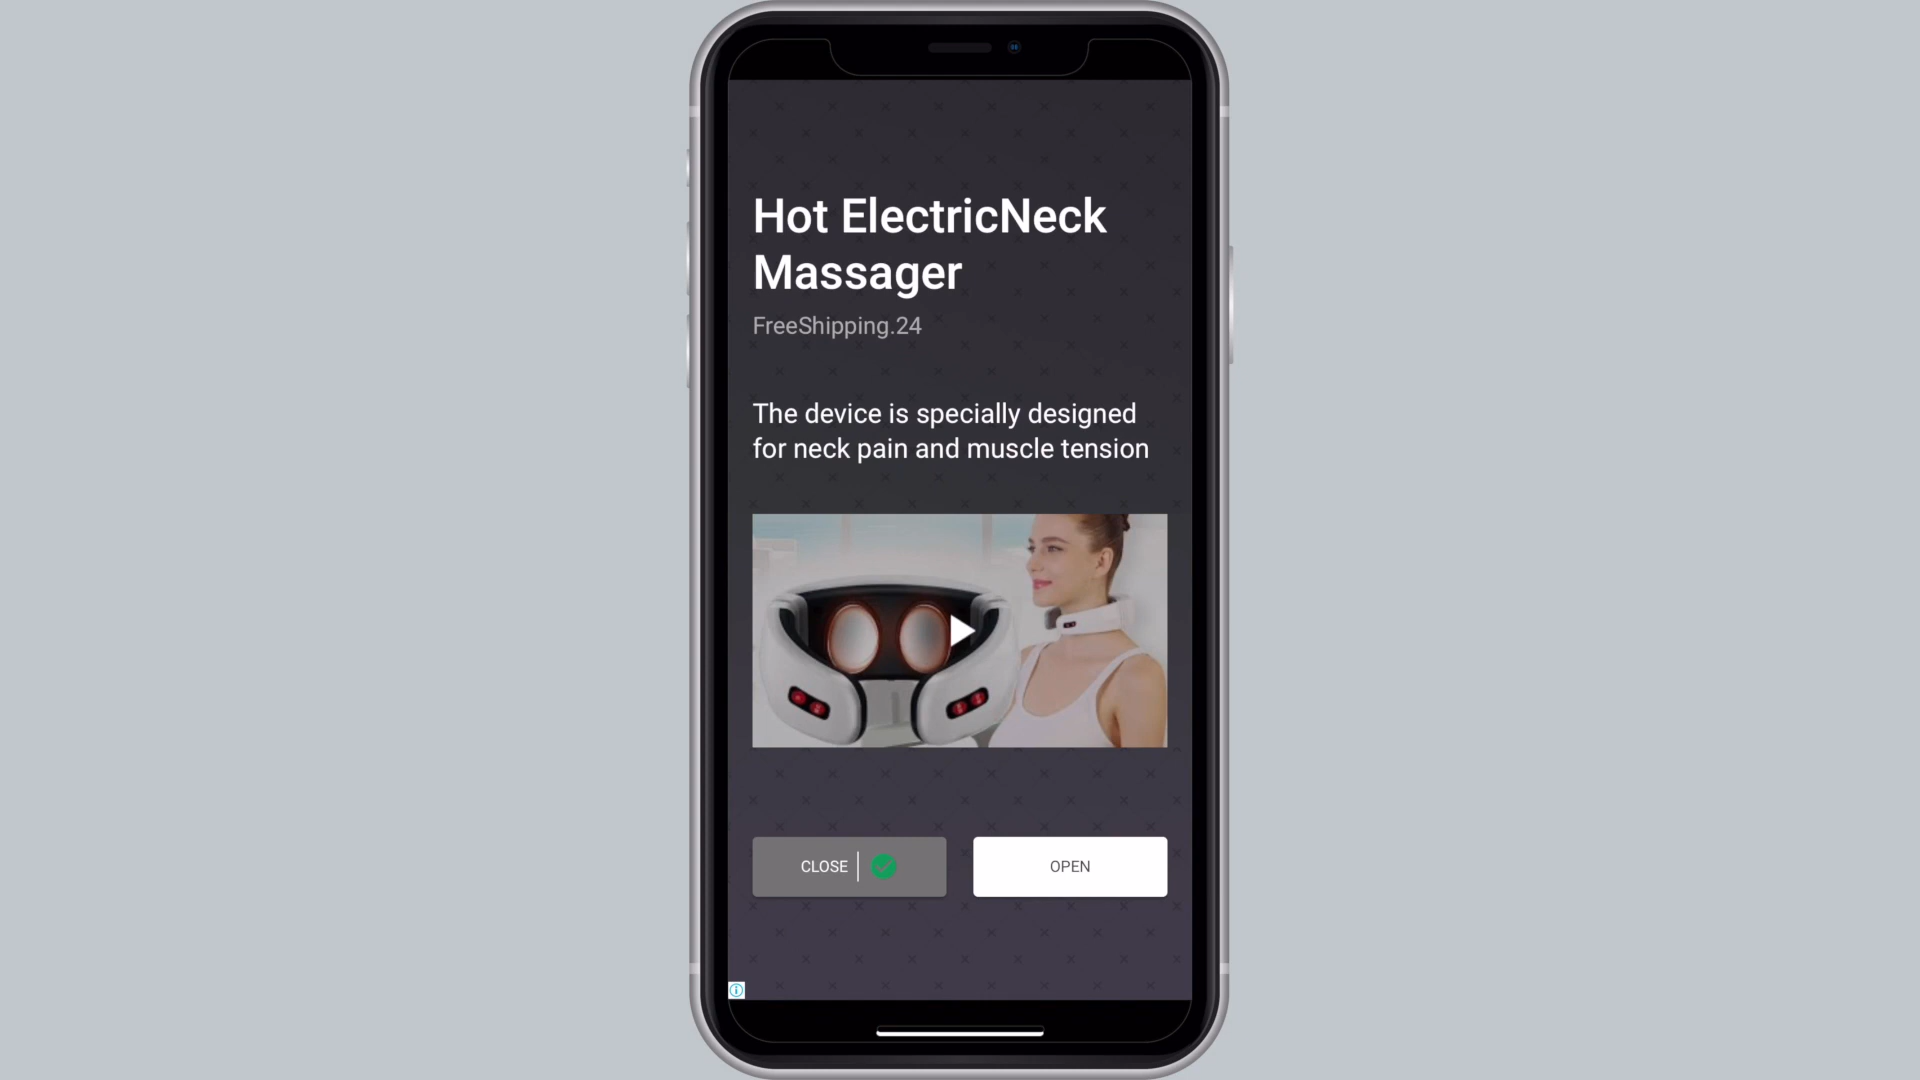 Hot ElectricNeck
Massager
FreeShipping.24
The device is specially designed
for neck pain and muscle tension
CLOSE
OPEN